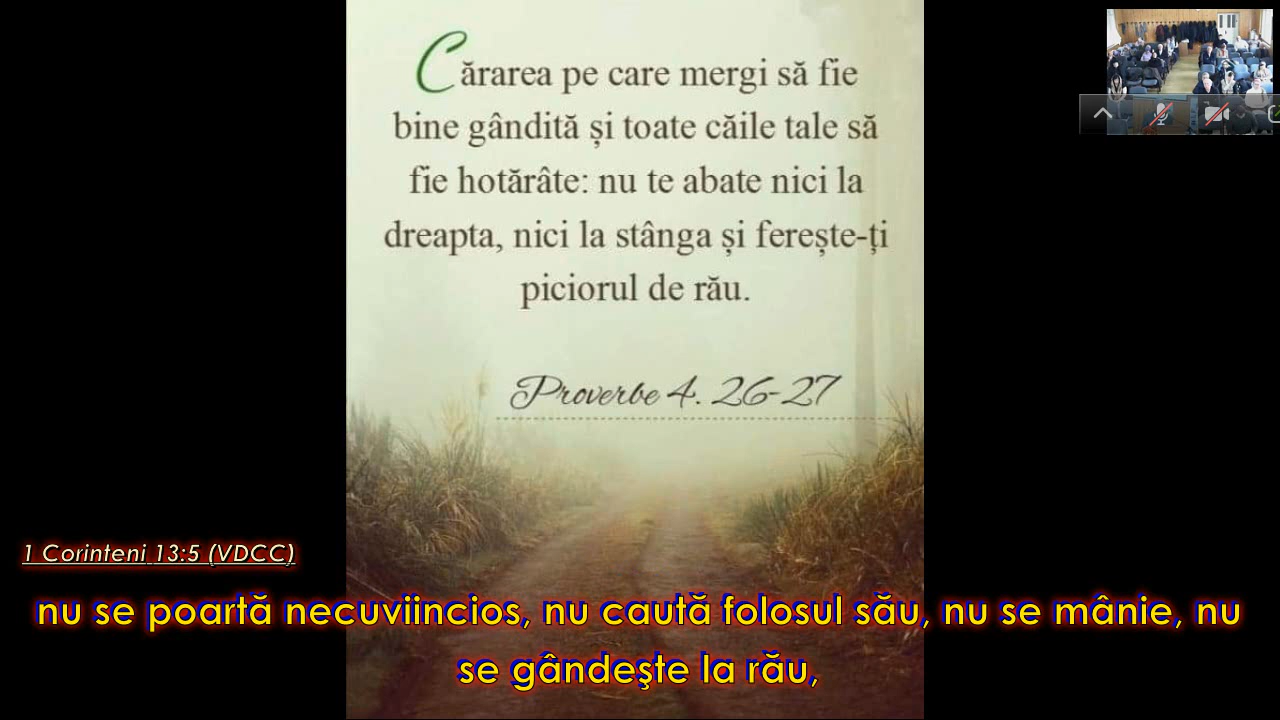 Cărarea pe care mergi să fie
bine gândită și toate căile tale să
fie hotărâte: nu te abate nici la
dreapta, nici la stânga și ferește-ți
piciorul de rău.
Proverbe 4. 26-27
1 Corinteni 13:5 (VDCC)
nu se poartă necuviincios, nu caută folosul său, nu se mânie, nu
se gândeşte la rău,